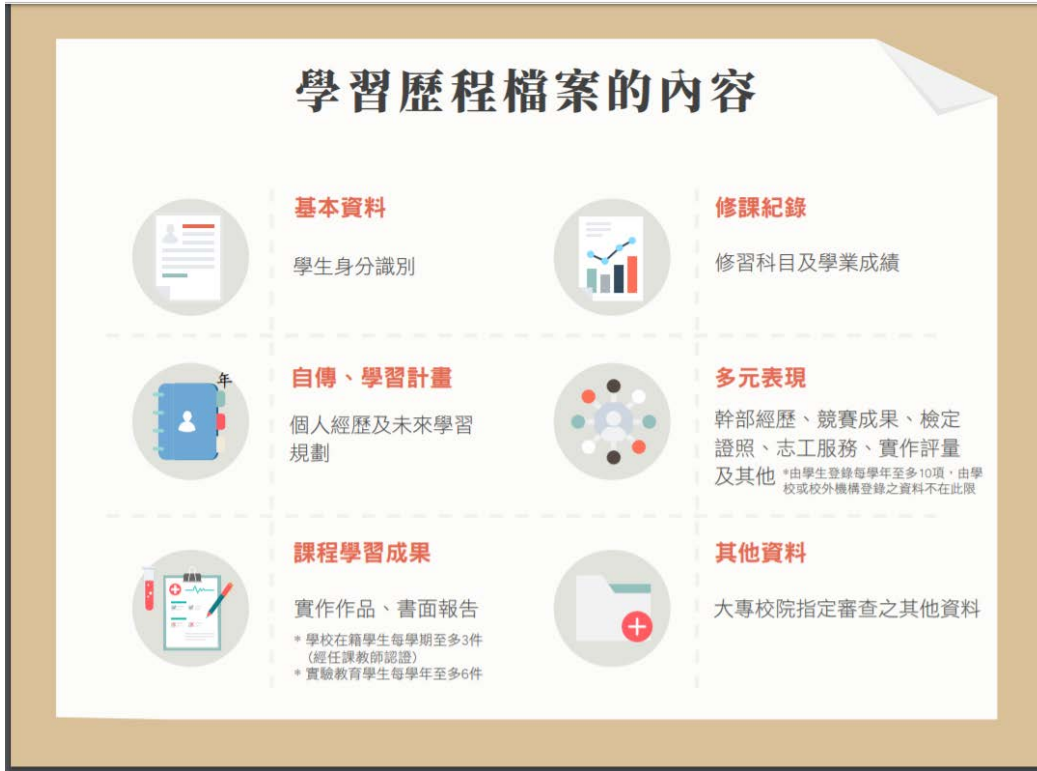 學習歷程檔案的內容
基本資料
學生身分識別
修課紀錄
修習科目及學業成績
年
自傳、學習計畫
個人經歷及未來學習
規劃
多元表現
幹部經歷、競賽成果、檢定
證照、志工服務、實作評量
及其他 *由學生登錄每學年至多10項，由學
校或校外機構登錄之資料不在此限
課程學習成果
實作作品、書面報告
* 學校在籍學生每學期至多3件
(經任課教師認證)
* 實驗教育學生每學年至多6件
其他資料
大專校院指定審查之其他資料